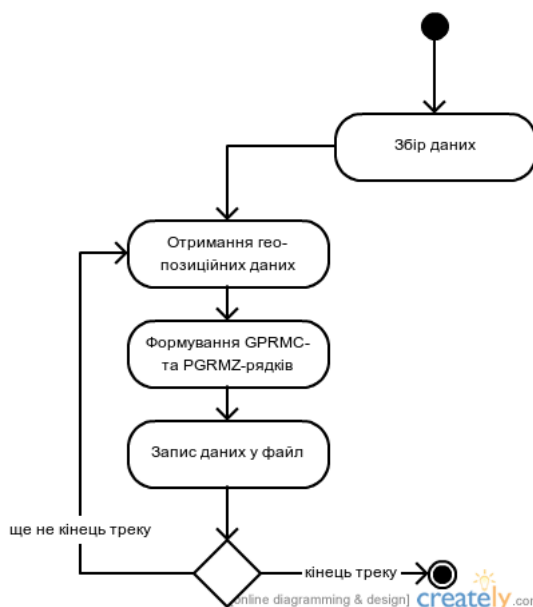 Збір даних
Отримання гео-
позиційних даних
Формування GPRMC-
та PGRMZ-рядків
Запис даних у файл
ще не кінець треку
кінець треку
[online diagramming & design] creately.com